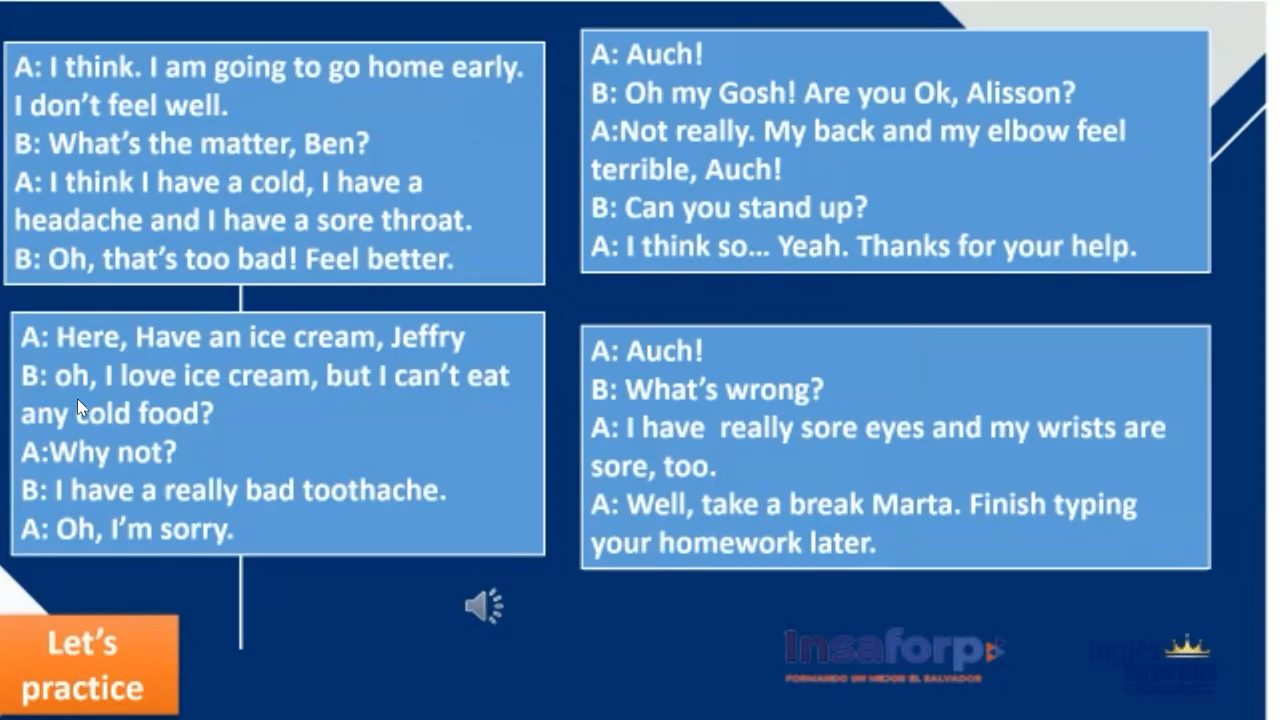 A: I think. I am going to go home early.
I don't feel well.
B: What's the matter, Ben?
A: I think I have a cold, I have a
headache and I have a sore throat.
B: Oh, that's too bad! Feel better.
A: Here, Have an ice cream, Jeffry
B: oh, I love ice cream, but I can't eat
any cold food?
A:Why not?
B: I have a really bad toothache.
A: Oh, I'm sorry.
A: Auch!
B: Oh my Gosh! Are you Ok, Alisson?
A:Not really. My back and my elbow feel
terrible, Auch!
B: Can you stand up?
A: I think so... Yeah. Thanks for your help.
A: Auch!
B: What's wrong?
A: I have  really sore eyes and my wrists are
sore, too.
A: Well, take a break Marta. Finish typing
your homework later.
Let's
practice
Insaforp
FORMANDO UN MEJOR EL SALVADOR